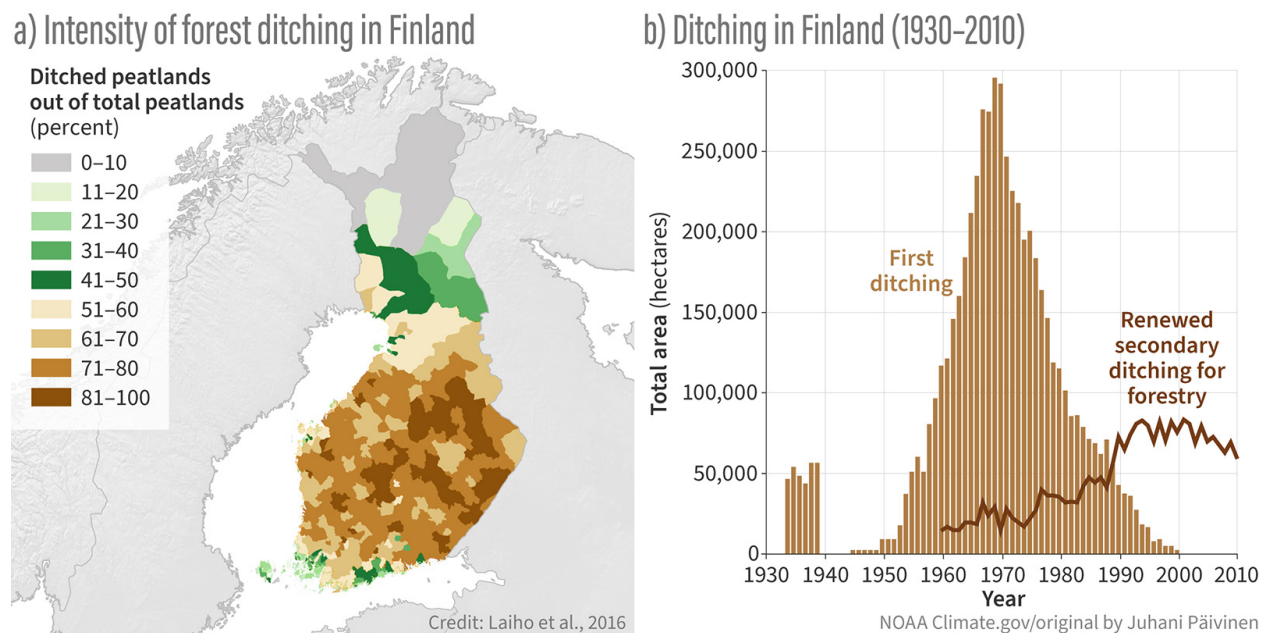 a) Intensity of forest ditching in Finland
Ditched peatlands
out of total peatlands
(percent)
0–10
11–20
21–30
31–40
41–50
51–60
61–70
71–80
81–100
Credit: Laiho et al., 2016
b) Ditching in Finland (1930–2010)
Total area (hectares)
300,000
250,000
200,000
150,000
100,000
50,000
0
First
ditching
Renewed
secondary
ditching for
forestry
1930 1940 1950 1960 1970 1980 1990 2000 2010
Year
NOAA Climate.gov/original by Juhani Päivinen